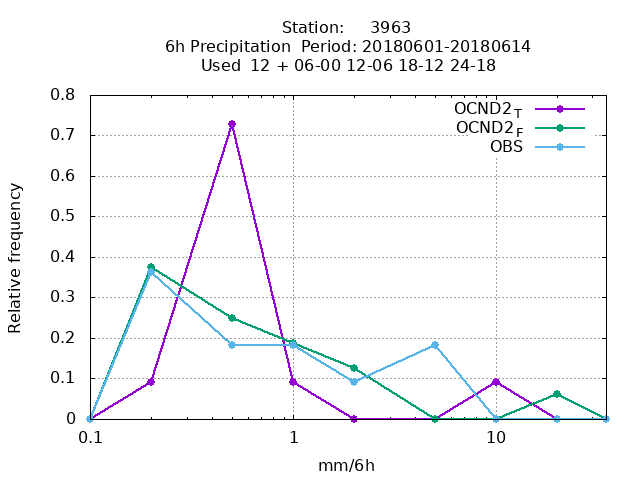 Station: 3963
6h Precipitation Period: 20180601-20180614
Used 12 + 06-00 12-06 18-12 24-18
OCND2T
OCND2F
OBS
0.8
0.7
0.6
0.5
0.4
0.3
0.2
0.1
0
Relative frequency
0.1 1 10
mm/6h